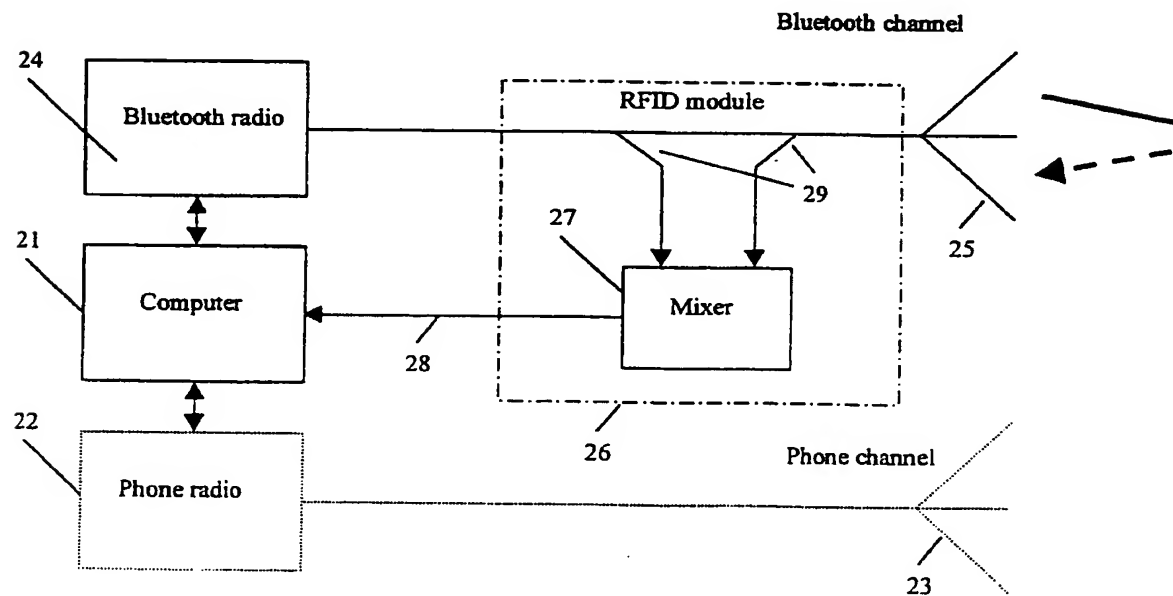 Bluetooth channel
24
RFID module
Bluetooth radio
29
25
21
27
Computer
Mixer
28
22
26
Phone channel
Phone radio
23